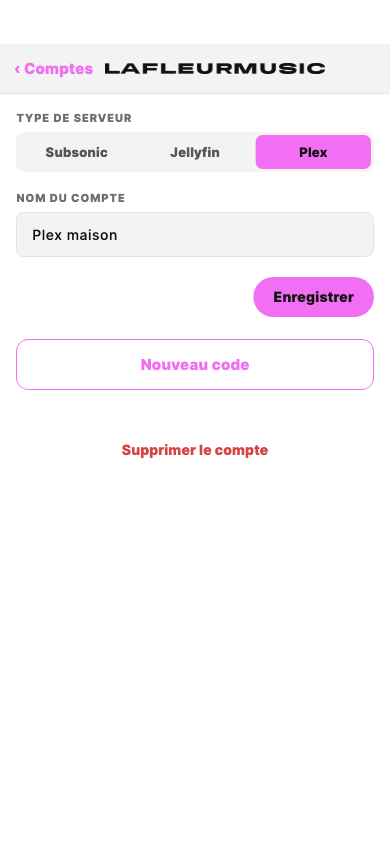 ‹ Comptes LAFLEURMUSIC
TYPE DE SERVEUR
Subsonic Jellyfin Plex
NOM DU COMPTE
Plex maison
Enregistrer
Nouveau code
Supprimer le compte